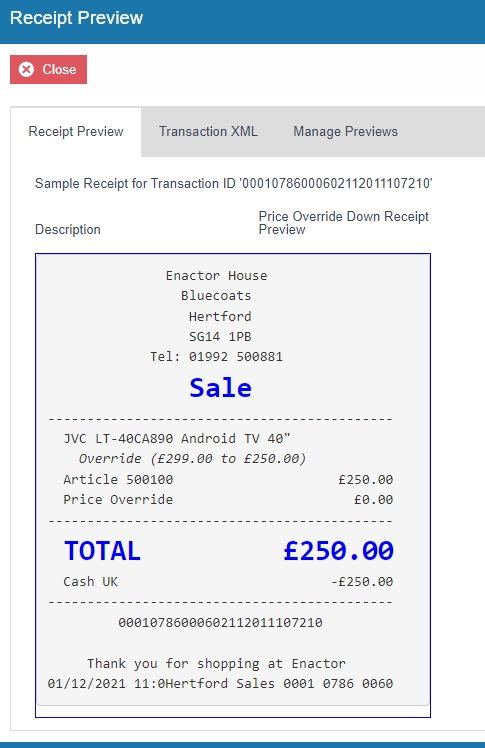 Receipt Preview
Close
Receipt Preview Transaction XML Manage Previews
Sample Receipt for Transaction ID '00010786000602112011107210'
Description Price Override Down Receipt Preview
Enactor House
Bluecoats
Hertford
SG14 1PB
Tel: 01992 500881
Sale
--------------------------------------------
JVC LT-40CA890 Android TV 40"
Override (£299.00 to £250.00)
Article 500100 £250.00
Price Override £0.00
--------------------------------------------
TOTAL £250.00
Cash UK -£250.00
--------------------------------------------
00010786000602112011107210
Thank you for shopping at Enactor
01/12/2021 11:0Hertford Sales 0001 0786 0060